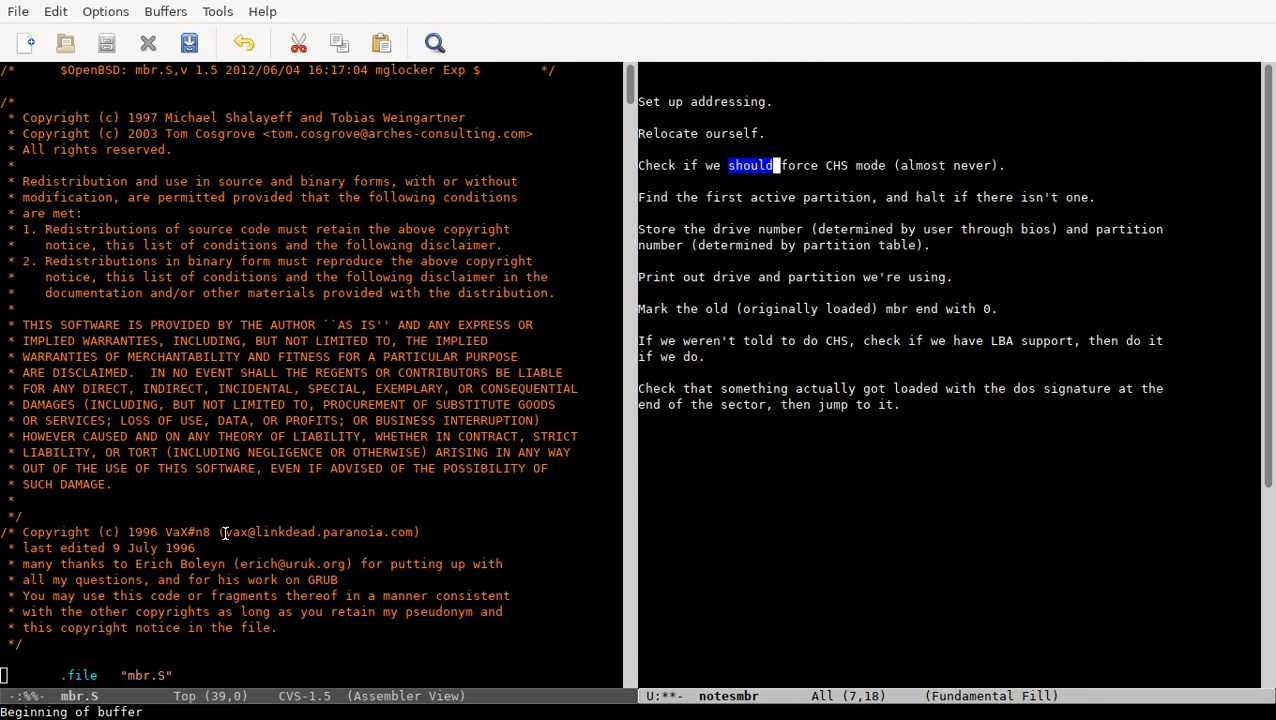 File Edit Options Buffers Tools Help
/*      $OpenBSD: mbr.S,v 1.5 2012/06/04 16:17:04 mglocker Exp $        */
/*
 * Copyright (c) 1997 Michael Shalayeff and Tobias Weingartner
 * Copyright (c) 2003 Tom Cosgrove <tom.cosgrove@arches-consulting.com>
 * All rights reserved.
 *
 * Redistribution and use in source and binary forms, with or without
 * modification, are permitted provided that the following conditions
 * are met:
 * 1. Redistributions of source code must retain the above copyright
 *    notice, this list of conditions and the following disclaimer.
 * 2. Redistributions in binary form must reproduce the above copyright
 *    notice, this list of conditions and the following disclaimer in the
 *    documentation and/or other materials provided with the distribution.
 *
 * THIS SOFTWARE IS PROVIDED BY THE AUTHOR ``AS IS'' AND ANY EXPRESS OR
 * IMPLIED WARRANTIES, INCLUDING, BUT NOT LIMITED TO, THE IMPLIED
 * WARRANTIES OF MERCHANTABILITY AND FITNESS FOR A PARTICULAR PURPOSE
 * ARE DISCLAIMED.  IN NO EVENT SHALL THE REGENTS OR CONTRIBUTORS BE LIABLE
 * FOR ANY DIRECT, INDIRECT, INCIDENTAL, SPECIAL, EXEMPLARY, OR CONSEQUENTIAL
 * DAMAGES (INCLUDING, BUT NOT LIMITED TO, PROCUREMENT OF SUBSTITUTE GOODS
 * OR SERVICES; LOSS OF USE, DATA, OR PROFITS; OR BUSINESS INTERRUPTION)
 * HOWEVER CAUSED AND ON ANY THEORY OF LIABILITY, WHETHER IN CONTRACT, STRICT
 * LIABILITY, OR TORT (INCLUDING NEGLIGENCE OR OTHERWISE) ARISING IN ANY WAY
 * OUT OF THE USE OF THIS SOFTWARE, EVEN IF ADVISED OF THE POSSIBILITY OF
 * SUCH DAMAGE.
 *
 */
/* Copyright (c) 1996 VaX#n8 (vax@linkdead.paranoia.com)
 * last edited 9 July 1996
 * many thanks to Erich Boleyn (erich@uruk.org) for putting up with
 * all my questions, and for his work on GRUB
 * You may use this code or fragments thereof in a manner consistent
 * with the other copyrights as long as you retain my pseudonym and
 * this copyright notice in the file.
 */
        .file   "mbr.S"
-:%%-  mbr.S          Top (39,0)    CVS-1.5  (Assembler View)
Set up addressing.
Relocate ourself.
Check if we should force CHS mode (almost never).
Find the first active partition, and halt if there isn't one.
Store the drive number (determined by user through bios) and partition
number (determined by partition table).
Print out drive and partition we're using.
Mark the old (originally loaded) mbr end with 0.
If we weren't told to do CHS, check if we have LBA support, then do it
if we do.
Check that something actually got loaded with the dos signature at the
end of the sector, then jump to it.
U:**-  notesmbr       All (7,18)     (Fundamental Fill)
Beginning of buffer